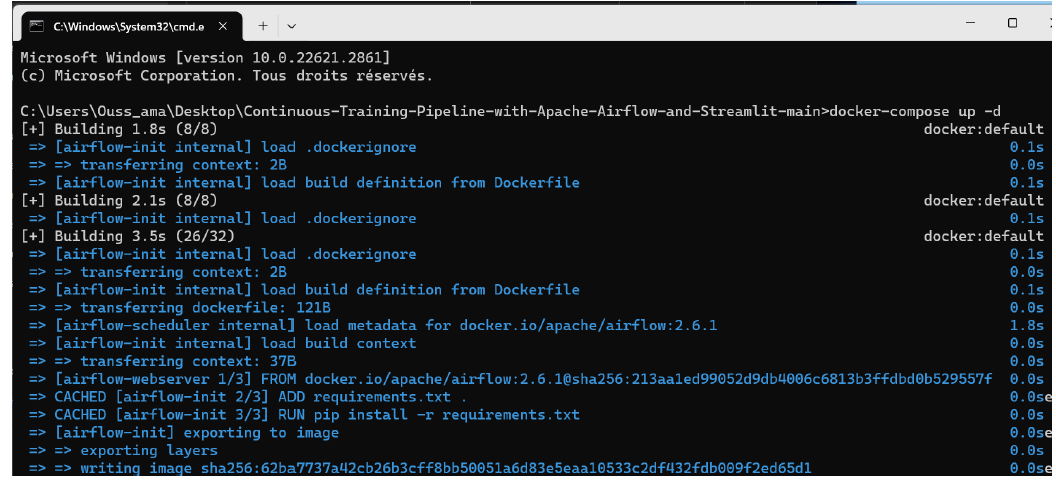 C:\Windows\System32\cmd.e
Microsoft Windows [version 10.0.22621.2861]
(c) Microsoft Corporation. Tous droits réservés.
C:\Users\Ouss_ama\Desktop\Continuous-Training-Pipeline-with-Apache-Airflow-and-Streamlit-main>docker-compose up -d
[+] Building 1.8s (8/8) docker:default
=> [airflow-init internal] load .dockerignore 0.1s
=> => transferring context: 2B 0.0s
=> [airflow-init internal] load build definition from Dockerfile 0.1s
[+] Building 2.1s (8/8) docker:default
=> [airflow-init internal] load .dockerignore 0.1s
[+] Building 3.5s (26/32) docker:default
=> [airflow-init internal] load .dockerignore 0.1s
=> => transferring context: 2B 0.0s
=> [airflow-init internal] load build definition from Dockerfile 0.1s
=> => transferring dockerfile: 121B 0.0s
=> [airflow-scheduler internal] load metadata for docker.io/apache/airflow:2.6.1 1.8s
=> [airflow-init internal] load build context 0.0s
=> => transferring context: 37B 0.0s
=> [airflow-webserver 1/3] FROM docker.io/apache/airflow:2.6.1@sha256:213aa1ed99052d9db4006c6813b3ffdbd0b529557f 0.0s
=> CACHED [airflow-init 2/3] ADD requirements.txt . 0.0se
=> CACHED [airflow-init 3/3] RUN pip install -r requirements.txt 0.0s
=> [airflow-init] exporting to image 0.0se
=> => exporting layers 0.0s
=> => writing image sha256:62ba7737a42cb26b3cff8bb50051a6d83e5eaa10533c2df432fdb009f2ed65d1 0.0se